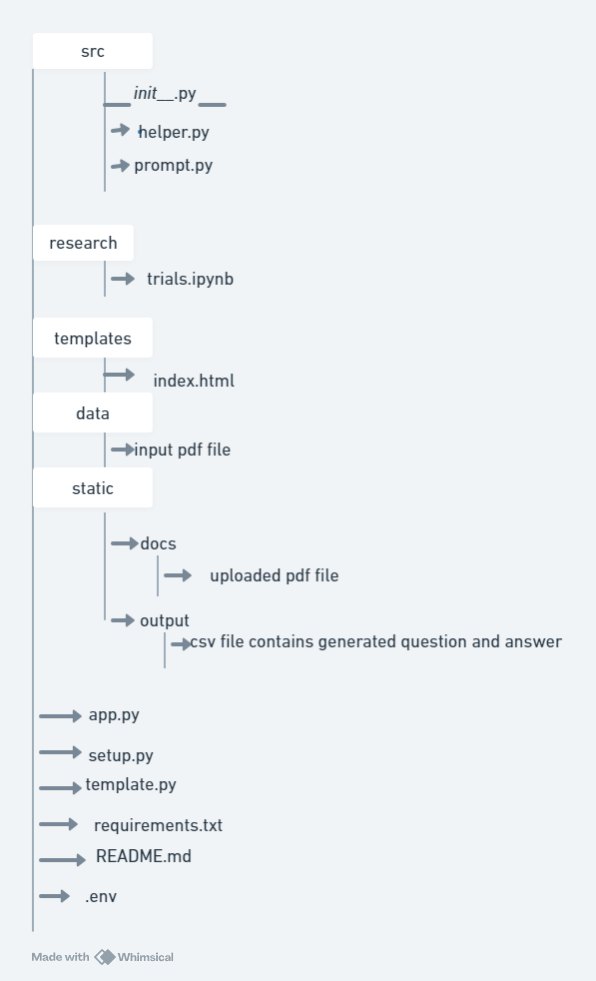 src
init__.py
helper.py
prompt.py
research
trials.ipynb
templates
index.html
data
input pdf file
static
docs
uploaded pdf file
output
csv file contains generated question and answer
app.py
setup.py
template.py
requirements.txt
README.md
.env
Made with Whimsical